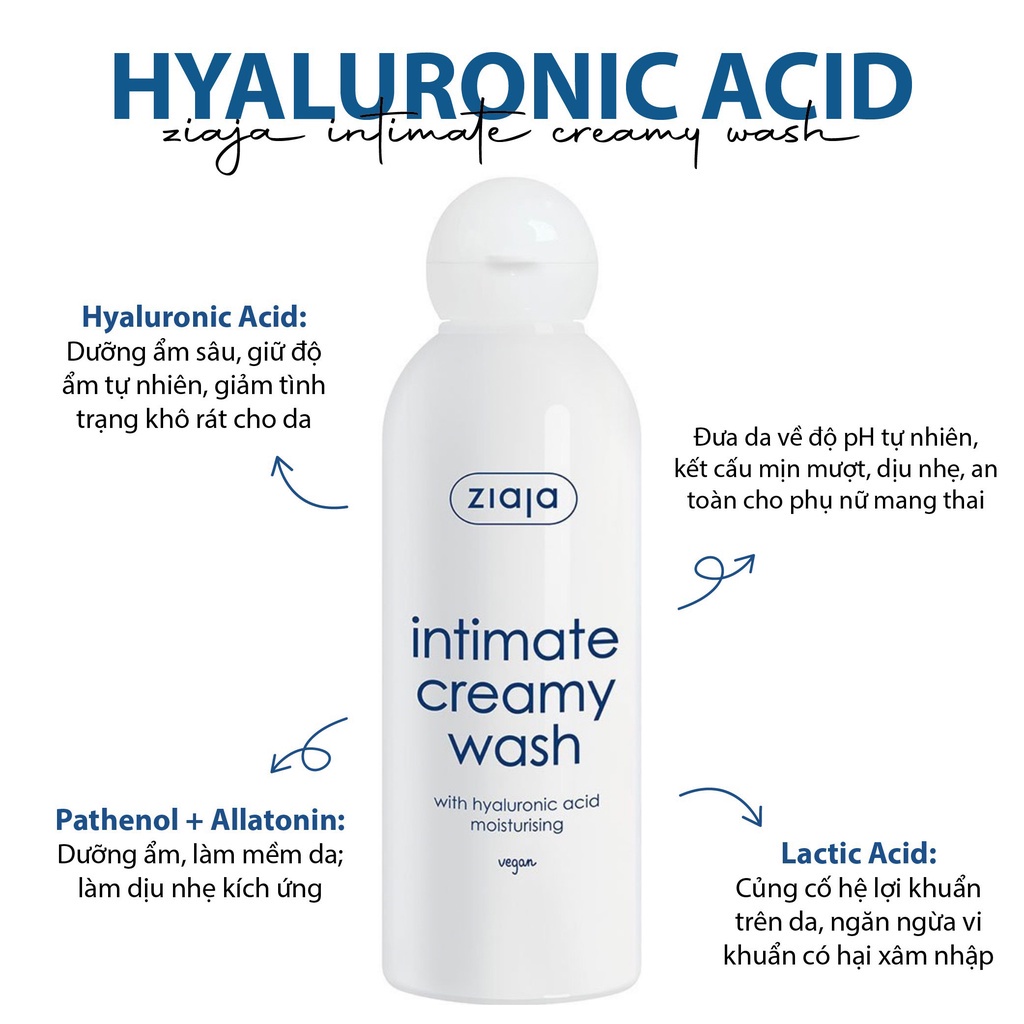 HYALURONIC ACID
ziaja intimate creamy wash
Hyaluronic Acid:
Dưỡng ẩm sâu, giữ độ
ẩm tự nhiên, giảm tình
trạng khô rát cho da
Đưa da về độ pH tự nhiên,
kết cấu mịn mượt, dịu nhẹ, an
toàn cho phụ nữ mang thai
ziaja
intimate
creamy
wash
with hyaluronic acid
moisturising
vegan
Pathenol + Allatonin:
Dưỡng ẩm, làm mềm da;
làm dịu nhẹ kích ứng
Lactic Acid:
Củng cố hệ lợi khuẩn
trên da, ngăn ngừa vi
khuẩn có hại xâm nhập